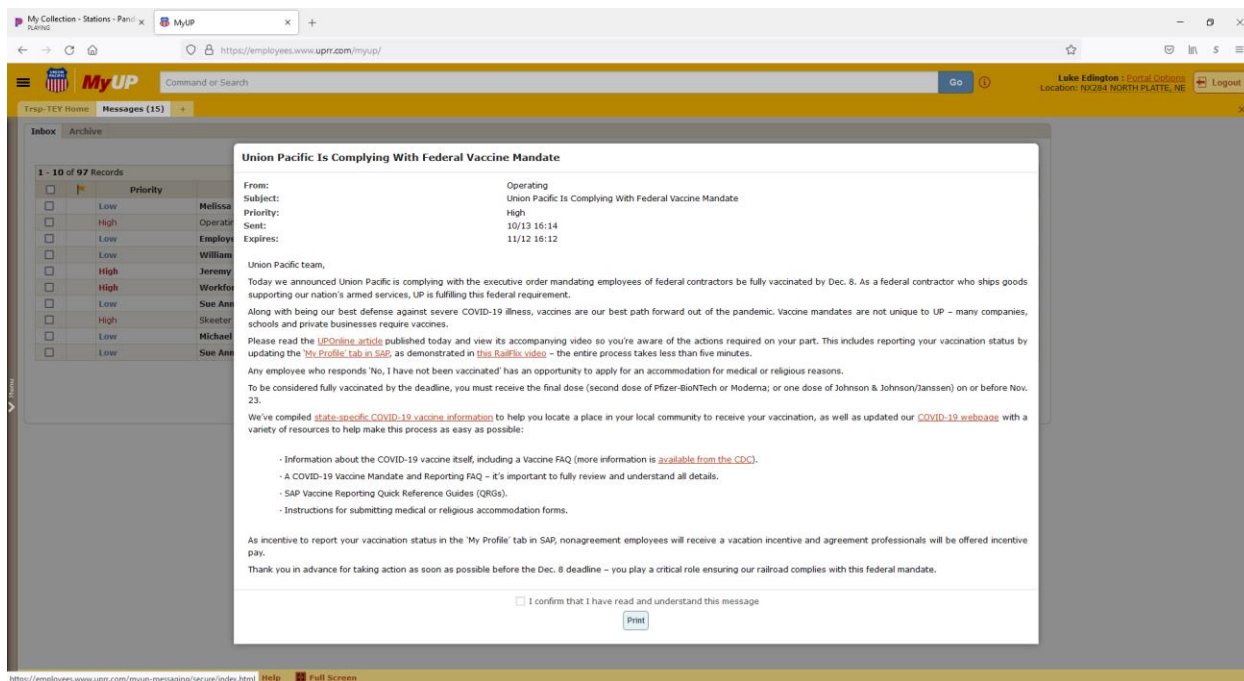 My Collection - Stations - Pand
PLAYING
MyUP
https://employees.www.uprr.com/myup/
UNION PACIFIC
MyUP
Command or Search
Go
Luke Edington : Portal Options
Location: NX284 NORTH PLATTE, NE
Logout
Trsp-TEY Home
Messages (15)
Inbox
Archive
1 - 10 of 97 Records
Priority
Low
Melissa
High
Operatin
Low
Employe
Low
William
High
Jeremy
High
Workfor
Low
Sue Ann
High
Skeeter
Low
Michael
Low
Sue Ann
Menu
Union Pacific Is Complying With Federal Vaccine Mandate
From: Operating
Subject: Union Pacific Is Complying With Federal Vaccine Mandate
Priority: High
Sent: 10/13 16:14
Expires: 11/12 16:12
Union Pacific team,
Today we announced Union Pacific is complying with the executive order mandating employees of federal contractors be fully vaccinated by Dec. 8. As a federal contractor who ships goods
supporting our nation's armed services, UP is fulfilling this federal requirement.
Along with being our best defense against severe COVID-19 illness, vaccines are our best path forward out of the pandemic. Vaccine mandates are not unique to UP – many companies,
schools and private businesses require vaccines.
Please read the UPOnline article published today and view its accompanying video so you're aware of the actions required on your part. This includes reporting your vaccination status by
updating the 'My Profile' tab in SAP, as demonstrated in this RailFlix video – the entire process takes less than five minutes.
Any employee who responds 'No, I have not been vaccinated' has an opportunity to apply for an accommodation for medical or religious reasons.
To be considered fully vaccinated by the deadline, you must receive the final dose (second dose of Pfizer-BioNTech or Moderna; or one dose of Johnson & Johnson/Janssen) on or before Nov.
23.
We've compiled state-specific COVID-19 vaccine information to help you locate a place in your local community to receive your vaccination, as well as updated our COVID-19 webpage with a
variety of resources to help make this process as easy as possible:
· Information about the COVID-19 vaccine itself, including a Vaccine FAQ (more information is available from the CDC).
· A COVID-19 Vaccine Mandate and Reporting FAQ – it's important to fully review and understand all details.
· SAP Vaccine Reporting Quick Reference Guides (QRGs).
· Instructions for submitting medical or religious accommodation forms.
As incentive to report your vaccination status in the 'My Profile' tab in SAP, nonagreement employees will receive a vacation incentive and agreement professionals will be offered incentive
pay.
Thank you in advance for taking action as soon as possible before the Dec. 8 deadline – you play a critical role ensuring our railroad complies with this federal mandate.
I confirm that I have read and understand this message
Print
https://employees.www.uprr.com/myup-messaging/secure/index.html
Help
Full Screen